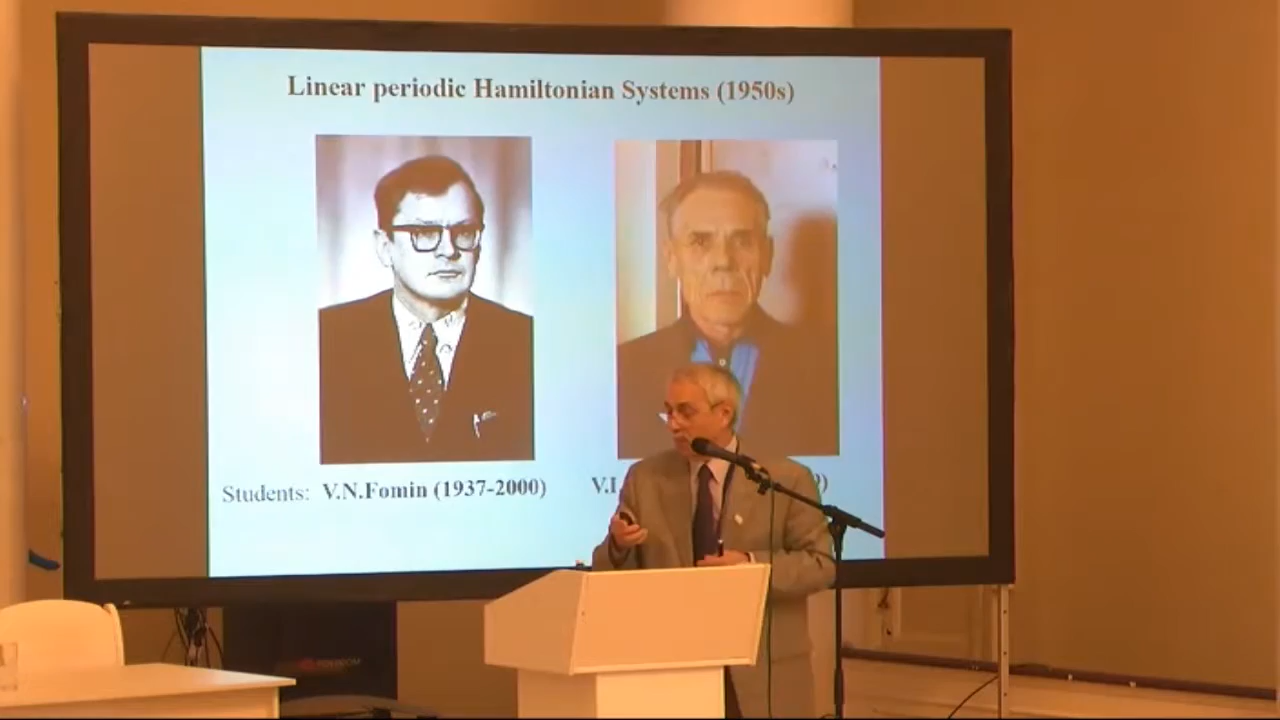 Linear periodic Hamiltonian Systems (1950s)
Students: V.N.Fomin (1937-2000) V.I